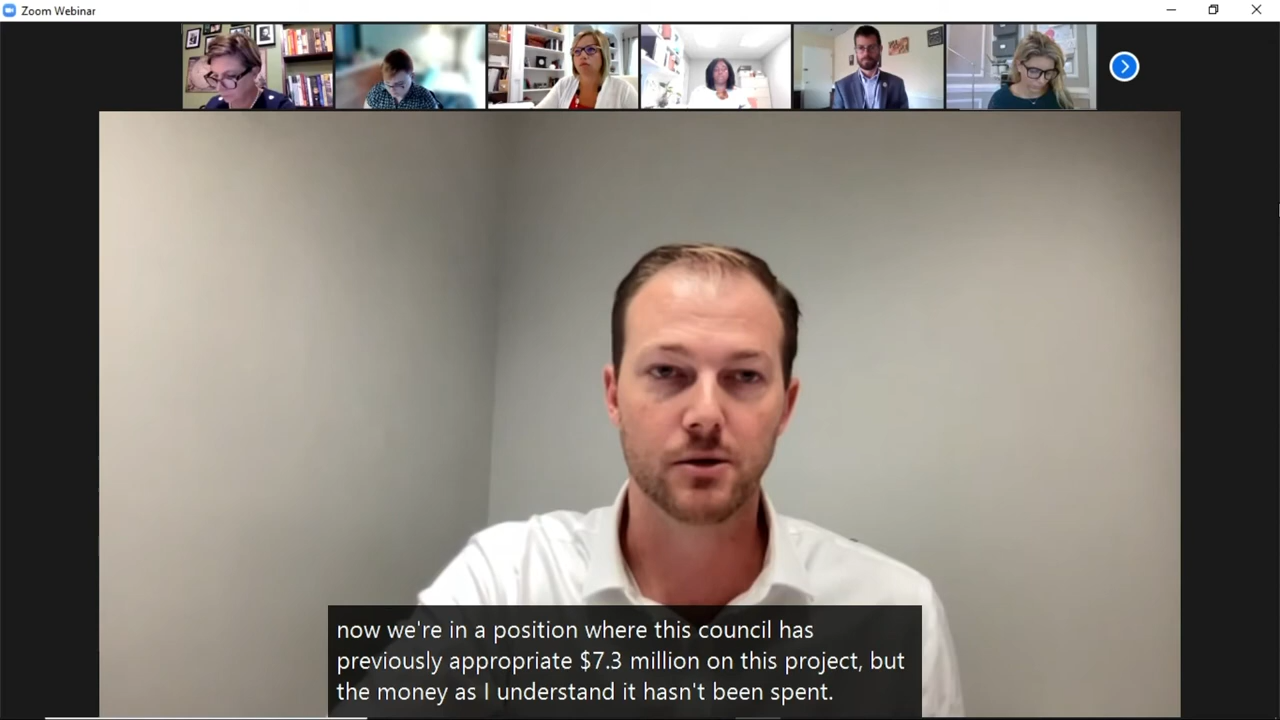 Zoom Webinar
now we're in a position where this council has
previously appropriate $7.3 million on this project, but
the money as I understand it hasn't been spent.